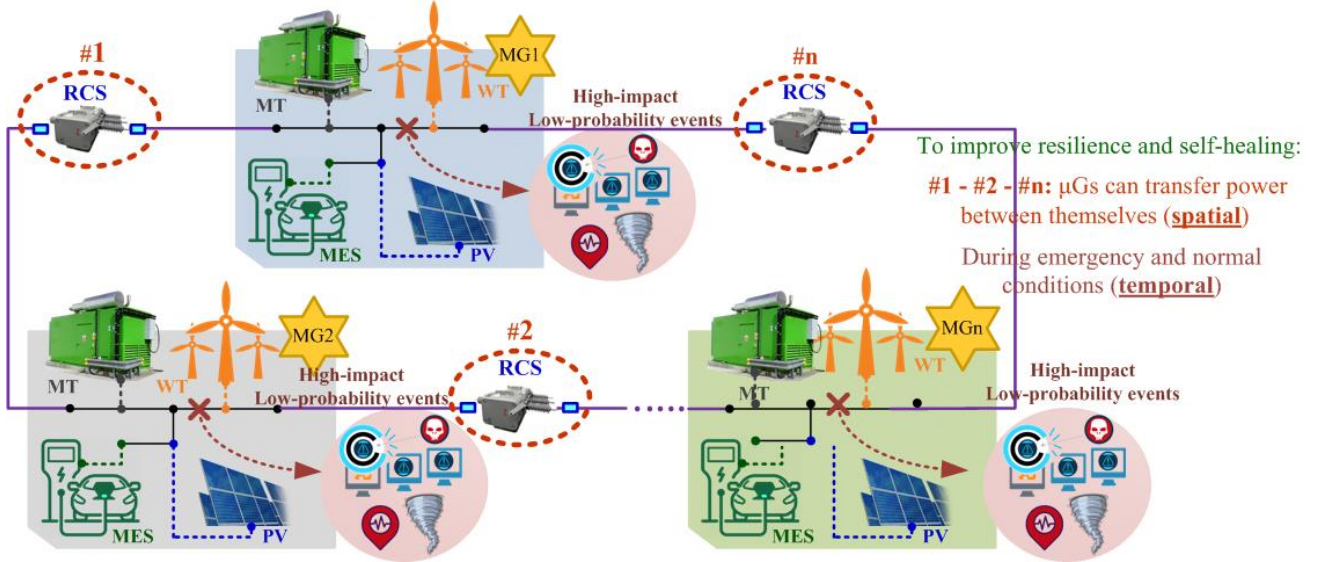 #1
RCS
MT
WT
MG1
High-impact
Low-probability events
#n
RCS
MES
PV
To improve resilience and self-healing:
#1 - #2 - #n: μGs can transfer power
between themselves (spatial)
During emergency and normal
conditions (temporal)
MT
WT
MG2
High-impact
Low-probability events
#2
RCS
MES
PV
MT
WT
MGn
High-impact
Low-probability events
MES
PV